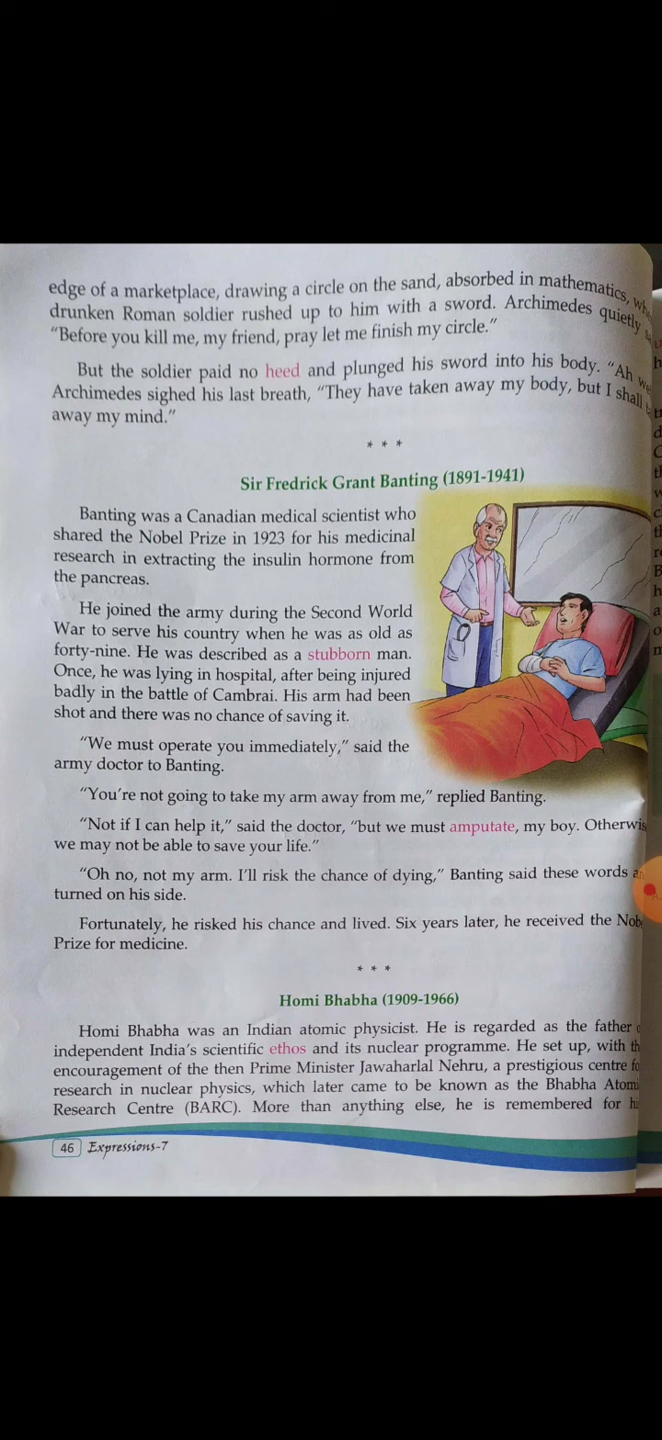 edge of a marketplace, drawing a circle on the sand, absorbed in mathematics,
drunken Roman soldier rushed up to him with a sword. Archimedes quietly
“Before you kill me, my friend, pray let me finish my circle.”
But the soldier paid no heed and plunged his sword into his body. “Ah
Archimedes sighed his last breath, “They have taken away my body, but I shall
away my mind.”
* * *
Sir Fredrick Grant Banting (1891-1941)
Banting was a Canadian medical scientist who
shared the Nobel Prize in 1923 for his medicinal
research in extracting the insulin hormone from
the pancreas.
He joined the army during the Second World
War to serve his country when he was as old as
forty-nine. He was described as a stubborn man.
Once, he was lying in hospital, after being injured
badly in the battle of Cambrai. His arm had been
shot and there was no chance of saving it.
“We must operate you immediately,” said the
army doctor to Banting.
“You’re not going to take my arm away from me,” replied Banting.
“Not if I can help it,” said the doctor, “but we must amputate, my boy. Otherwis
we may not be able to save your life.”
“Oh no, not my arm. I’ll risk the chance of dying,” Banting said these words
turned on his side.
Fortunately, he risked his chance and lived. Six years later, he received the Nob
Prize for medicine.
* * *
Homi Bhabha (1909-1966)
Homi Bhabha was an Indian atomic physicist. He is regarded as the father
independent India’s scientific ethos and its nuclear programme. He set up, with th
encouragement of the then Prime Minister Jawaharlal Nehru, a prestigious centre fo
research in nuclear physics, which later came to be known as the Bhabha Atomi
Research Centre (BARC). More than anything else, he is remembered for hi
46 Expressions-7